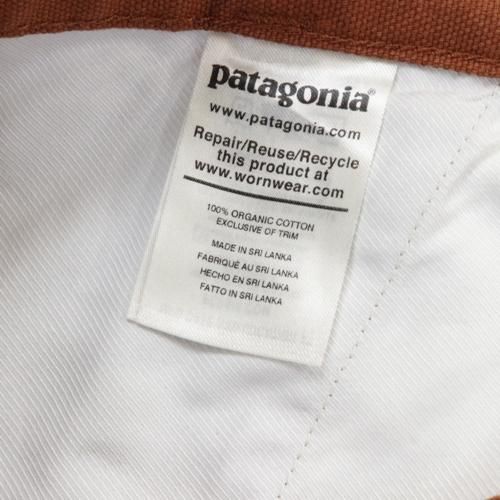 patagonia®
www.patagonia.com
Repair/Reuse/Recycle
this product at
www.wornwear.com
100% ORGANIC COTTON
EXCLUSIVE OF TRIM
MADE IN SRI LANKA
FABRIQUÉ AU SRI LANKA
HECHO EN SRI LANKA
FATTO IN SRI LANKA